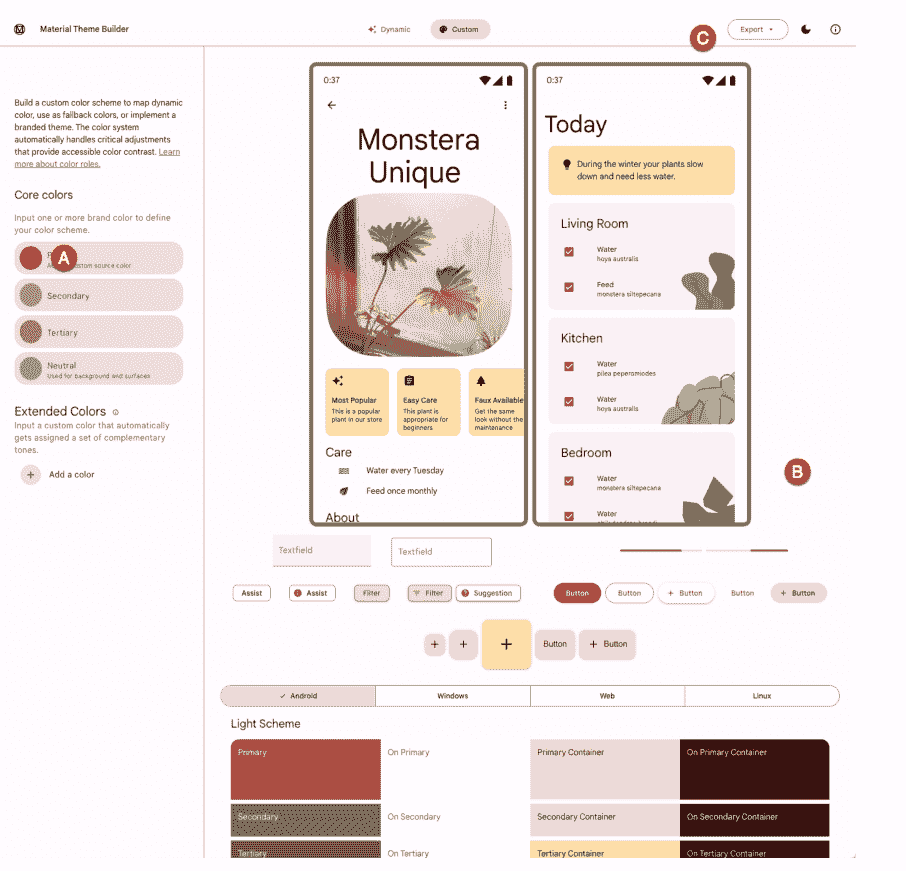 Material Theme Builder
Dynamic
Custom
C
Export
Build a custom color scheme to map dynamic
color, use as fallback colors, or implement a
branded theme. The color system
automatically handles critical adjustments
that provide accessible color contrast. Learn
more about color roles.
Core colors
Input one or more brand color to define
your color scheme.
A
custom source color
Secondary
Tertiary
Neutral
Used for background and surfaces
Extended Colors
Input a custom color that automatically
gets assigned a set of complementary
tones.
Add a color
0:37
Monstera
Unique
Most Popular
This is a popular
plant in our store
Easy Care
This plant is
appropriate for
beginners
Faux Available
Get the same
look without the
maintenance
Care
Water every Tuesday
Feed once monthly
About
0:37
Today
During the winter your plants slow
down and need less water.
Living Room
Water
hoya australis
Feed
monstera siltepecana
Kitchen
Water
pilea peperomiodes
Water
hoya australis
Bedroom
Water
monstera siltepecana
Water
B
Textfield
Textfield
Assist
Assist
Filter
Filter
Suggestion
Button
Button
+ Button
Button
+ Button
+
+
+
Button
+ Button
Android
Windows
Web
Linux
Light Scheme
Primary
On Primary
Primary Container
On Primary Container
Secondary
On Secondary
Secondary Container
On Secondary Container
Tertiary
On Tertiary
Tertiary Container
On Tertiary Container